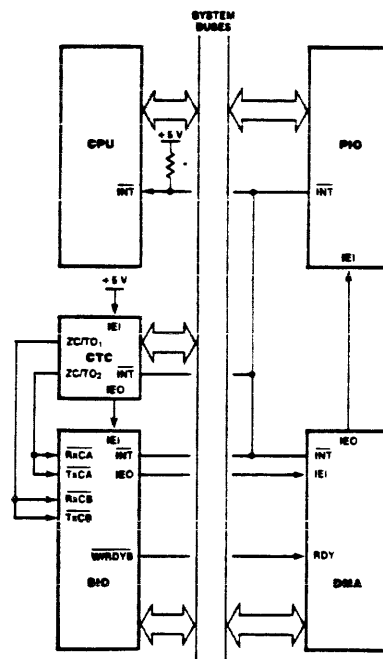 SYSTEM
BUSES
CPU
+5 V
INT
PIO
INT
IEI
+5 V
IEI
ZC/TO1
CTC
ZC/TO2
INT
IEO
IEI
RxCA
INT
TxCA
IEO
RxCB
TxCB
W/RDYB
SIO
IEO
INT
IEI
RDY
DMA